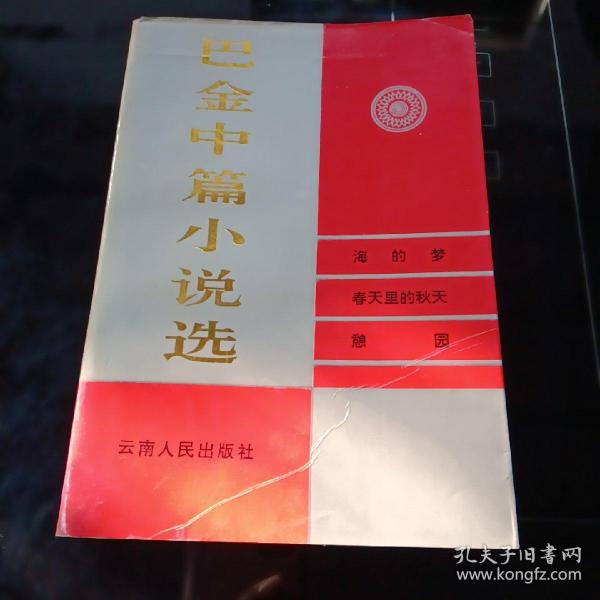 巴金中篇小说选
海的梦
春天里的秋天
憩园
云南人民出版社
孔夫子旧书网
www.kongfz.com